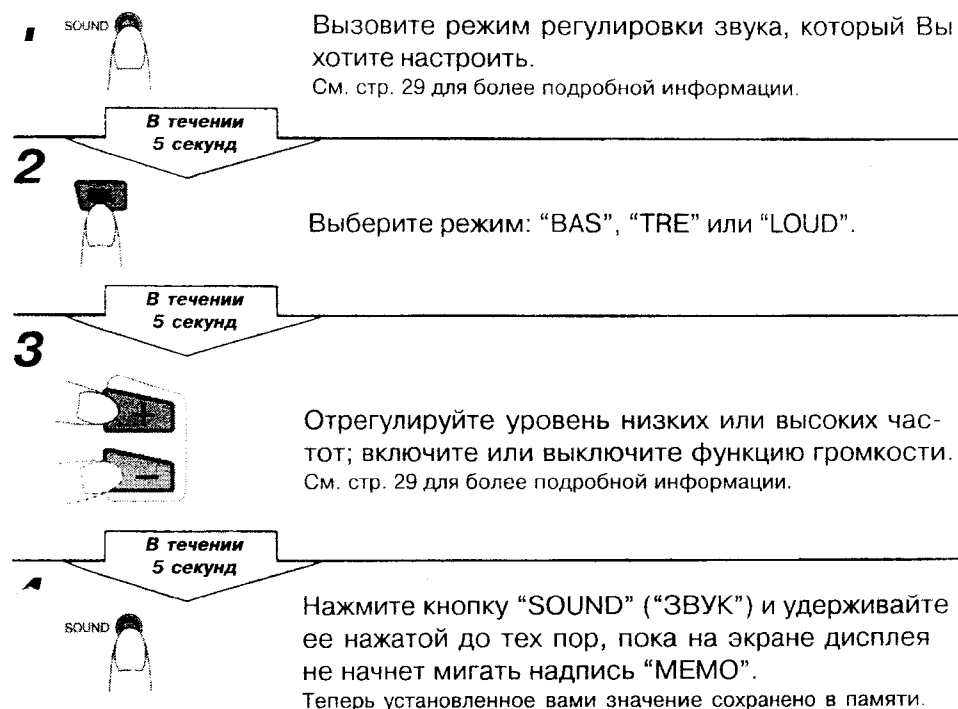 SOUND
Вызовите режим регулировки звука, который Вы
хотите настроить.
См. стр. 29 для более подробной информации.
В течении
5 секунд
2
Выберите режим: “BAS”, “TRE” или “LOUD”.
В течении
5 секунд
3
+
Отрегулируйте уровень низких или высоких час-
тот; включите или выключите функцию громкости.
−
См. стр. 29 для более подробной информации.
В течении
5 секунд
Нажмите кнопку “SOUND” (“ЗВУК”) и удерживайте
SOUND
ее нажатой до тех пор, пока на экране дисплея
не начнет мигать надпись “MEMO”.
Теперь установленное вами значение сохранено в памяти.